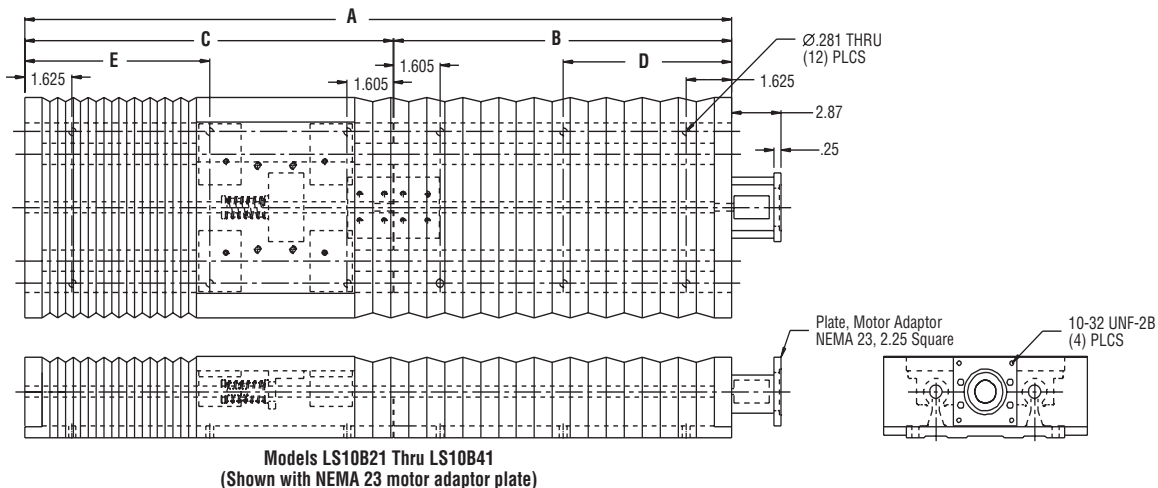 A
C
B
E
D
Ø.281 THRU
(12) PLCS
1.625
1.605
1.605
1.625
2.87
.25
Plate, Motor Adaptor
NEMA 23, 2.25 Square
10-32 UNF-2B
(4) PLCS
Models LS10B21 Thru LS10B41
(Shown with NEMA 23 motor adaptor plate)